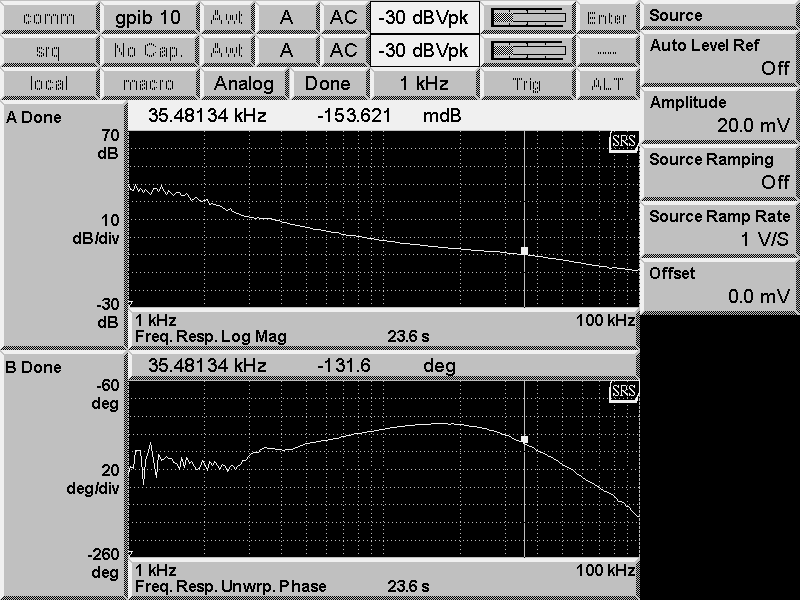 comm gpib 10 Awt A AC -30 dBVpk Enter
srq No Cap. Awt A AC -30 dBVpk ----
local macro Analog Done 1 kHz Trig ALT
Source
Auto Level Ref
Off
Amplitude
20.0 mV
Source Ramping
Off
Source Ramp Rate
1 V/S
Offset
0.0 mV
A Done
35.48134 kHz -153.621 mdB
70
dB
SRS
10
dB/div
-30
dB
1 kHz 100 kHz
Freq. Resp. Log Mag 23.6 s
B Done
35.48134 kHz -131.6 deg
-60
deg
SRS
20
deg/div
-260
deg
1 kHz 100 kHz
Freq. Resp. Unwrp. Phase 23.6 s